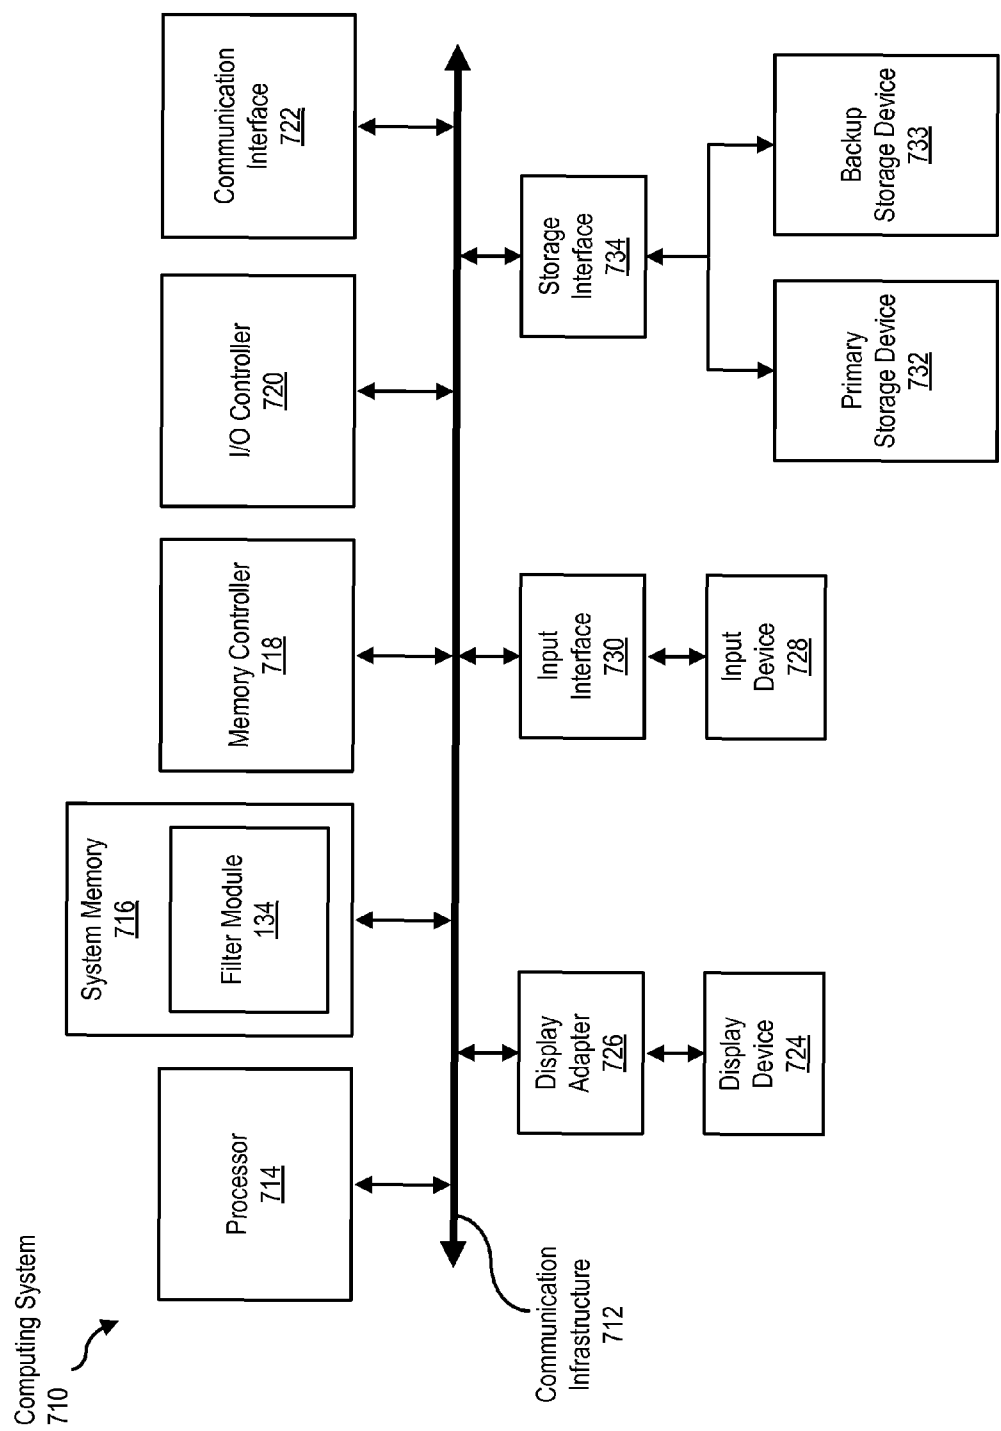 Computing System
710
Processor
714
System Memory
716
Filter Module
134
Memory Controller
718
I/O Controller
720
Communication
Interface
722
Communication
Infrastructure
712
Display
Adapter
726
Input
Interface
730
Storage
Interface
734
Display
Device
724
Input
Device
728
Primary
Storage Device
732
Backup
Storage Device
733